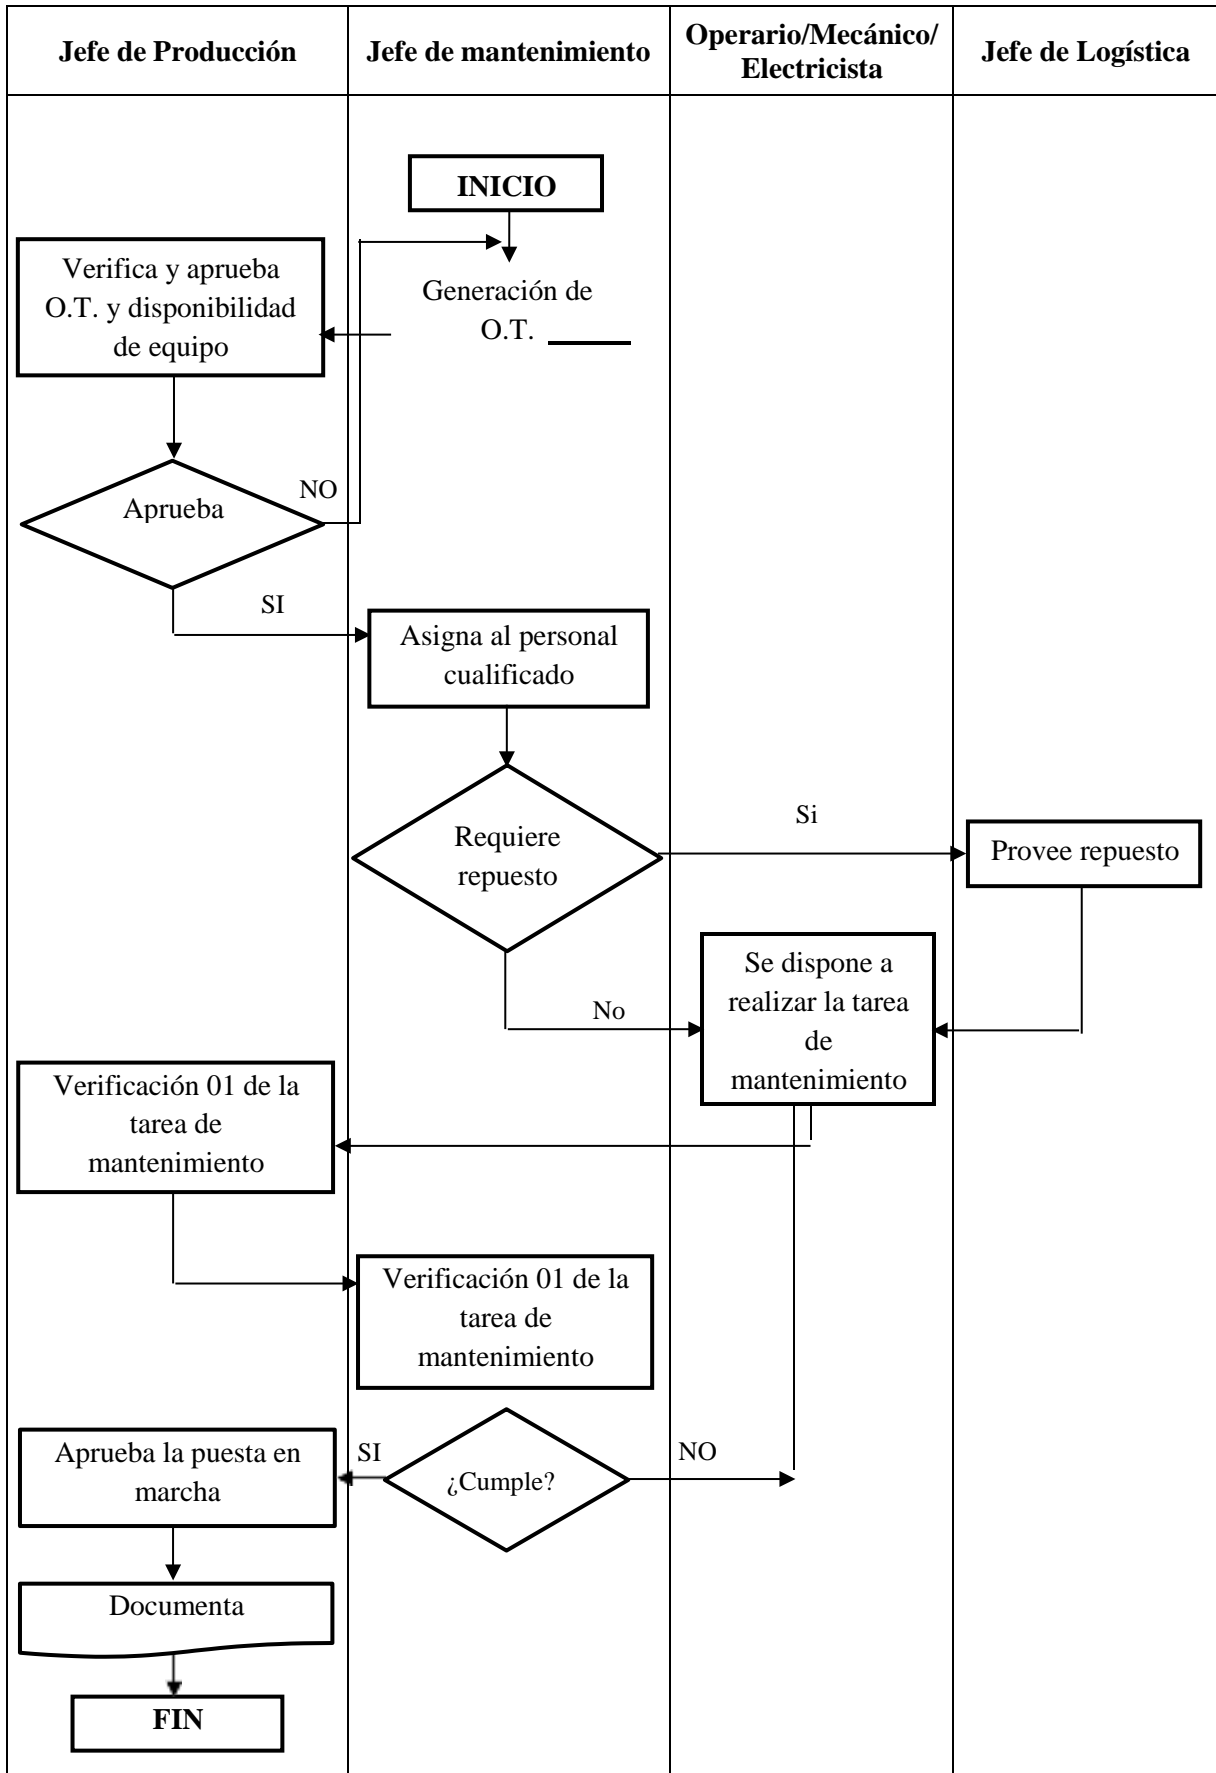 Jefe de Producción
Jefe de mantenimiento
Operario/Mecánico/
Electricista
Jefe de Logística
INICIO
Verifica y aprueba
O.T. y disponibilidad
de equipo
Generación de
O.T.
Aprueba
NO
SI
Asigna al personal
cualificado
Requiere
repuesto
Si
Provee repuesto
No
Se dispone a
realizar la tarea
de
mantenimiento
Verificación 01 de la
tarea de
mantenimiento
Verificación 01 de la
tarea de
mantenimiento
¿Cumple?
SI
NO
Aprueba la puesta en
marcha
Documenta
FIN